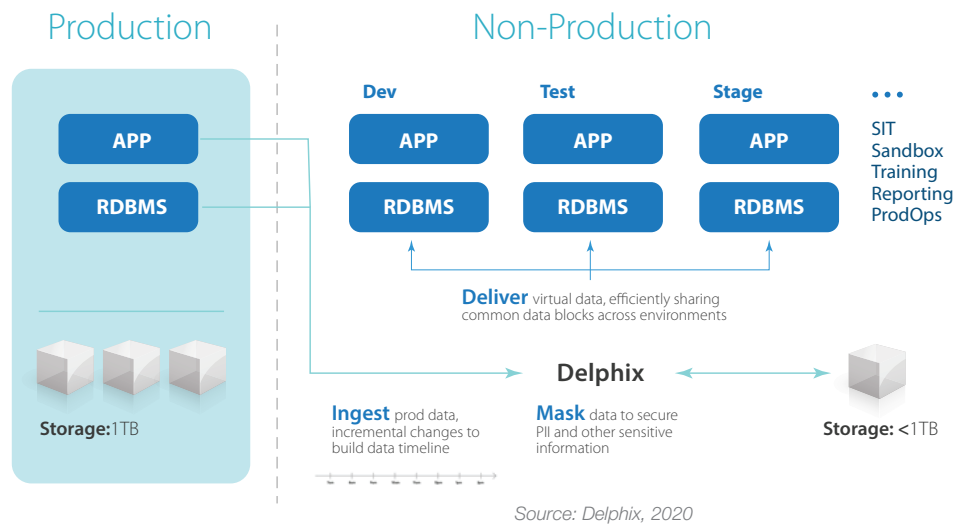 Production
Non-Production
APP
RDBMS
Storage:1TB
Dev
Test
Stage
...
APP
APP
APP
RDBMS
RDBMS
RDBMS
SIT
Sandbox
Training
Reporting
ProdOps
Deliver virtual data, efficiently sharing
common data blocks across environments
Delphix
Ingest prod data,
incremental changes to
build data timeline
Mask data to secure
PII and other sensitive
information
Storage: <1TB
Source: Delphix, 2020